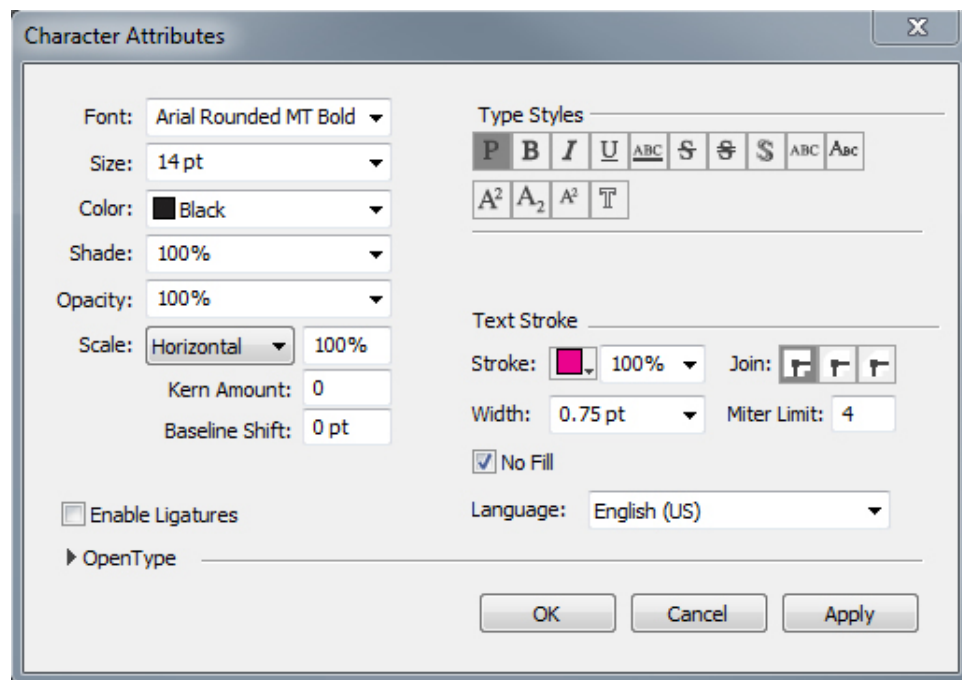 Character Attributes
Font: Arial Rounded MT Bold
Size: 14 pt
Color: Black
Shade: 100%
Opacity: 100%
Scale: Horizontal 100%
Kern Amount: 0
Baseline Shift: 0 pt
Enable Ligatures
OpenType
Type Styles
P B I U ABC S S S ABC ABC
A² A₂ A² T
Text Stroke
Stroke: 100% Join:
Width: 0.75 pt Miter Limit: 4
No Fill
Language: English (US)
OK Cancel Apply